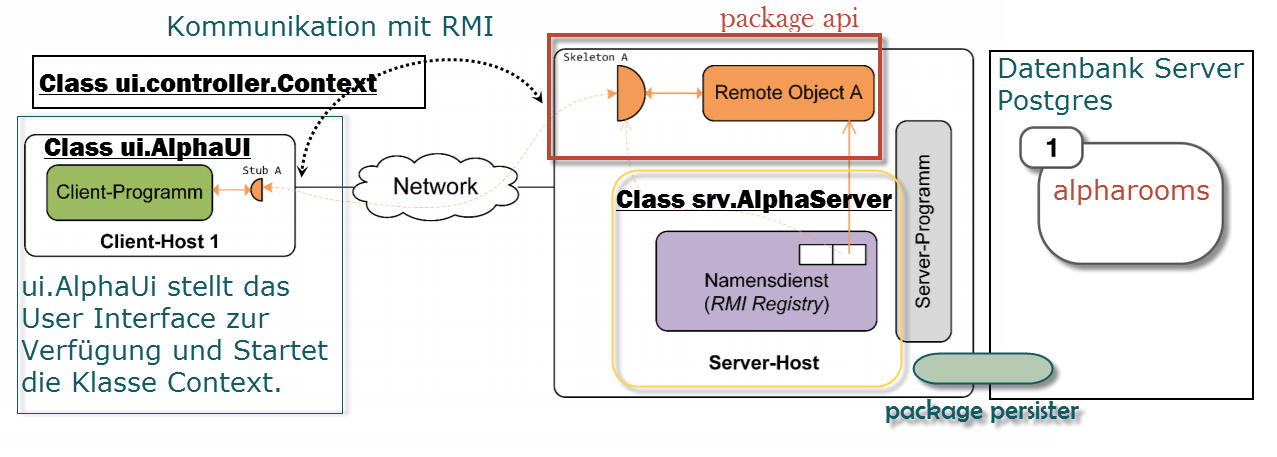 Kommunikation mit RMI
package api
Class ui.controller.Context
Skeleton A
Remote Object A
Datenbank Server
Postgres
1
alpharooms
Class ui.AlphaUI
Stub A
Client-Programm
Client-Host 1
Network
Class srv.AlphaServer
Namensdienst
(RMI Registry)
Server-Host
Server-Programm
ui.AlphaUi stellt das
User Interface zur
Verfügung und Startet
die Klasse Context.
package persister